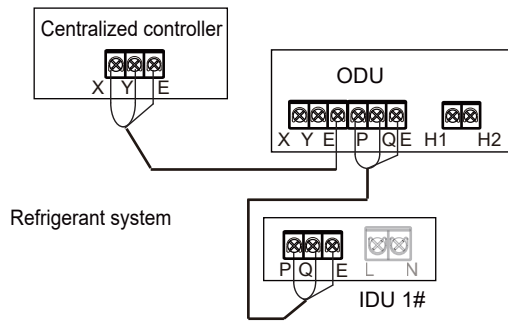 Centralized controller
X Y E
ODU
X Y E P Q E H1 H2
Refrigerant system
P Q E L N
IDU 1#